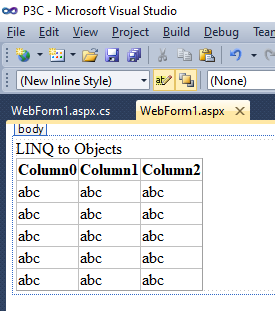 P3C - Microsoft Visual Studio
File Edit View Project Build Debug
(New Inline Style) (None)
WebForm1.aspx.cs WebForm1.aspx
body
LINQ to Objects
Column0 Column1 Column2
abc abc abc
abc abc abc
abc abc abc
abc abc abc
abc abc abc